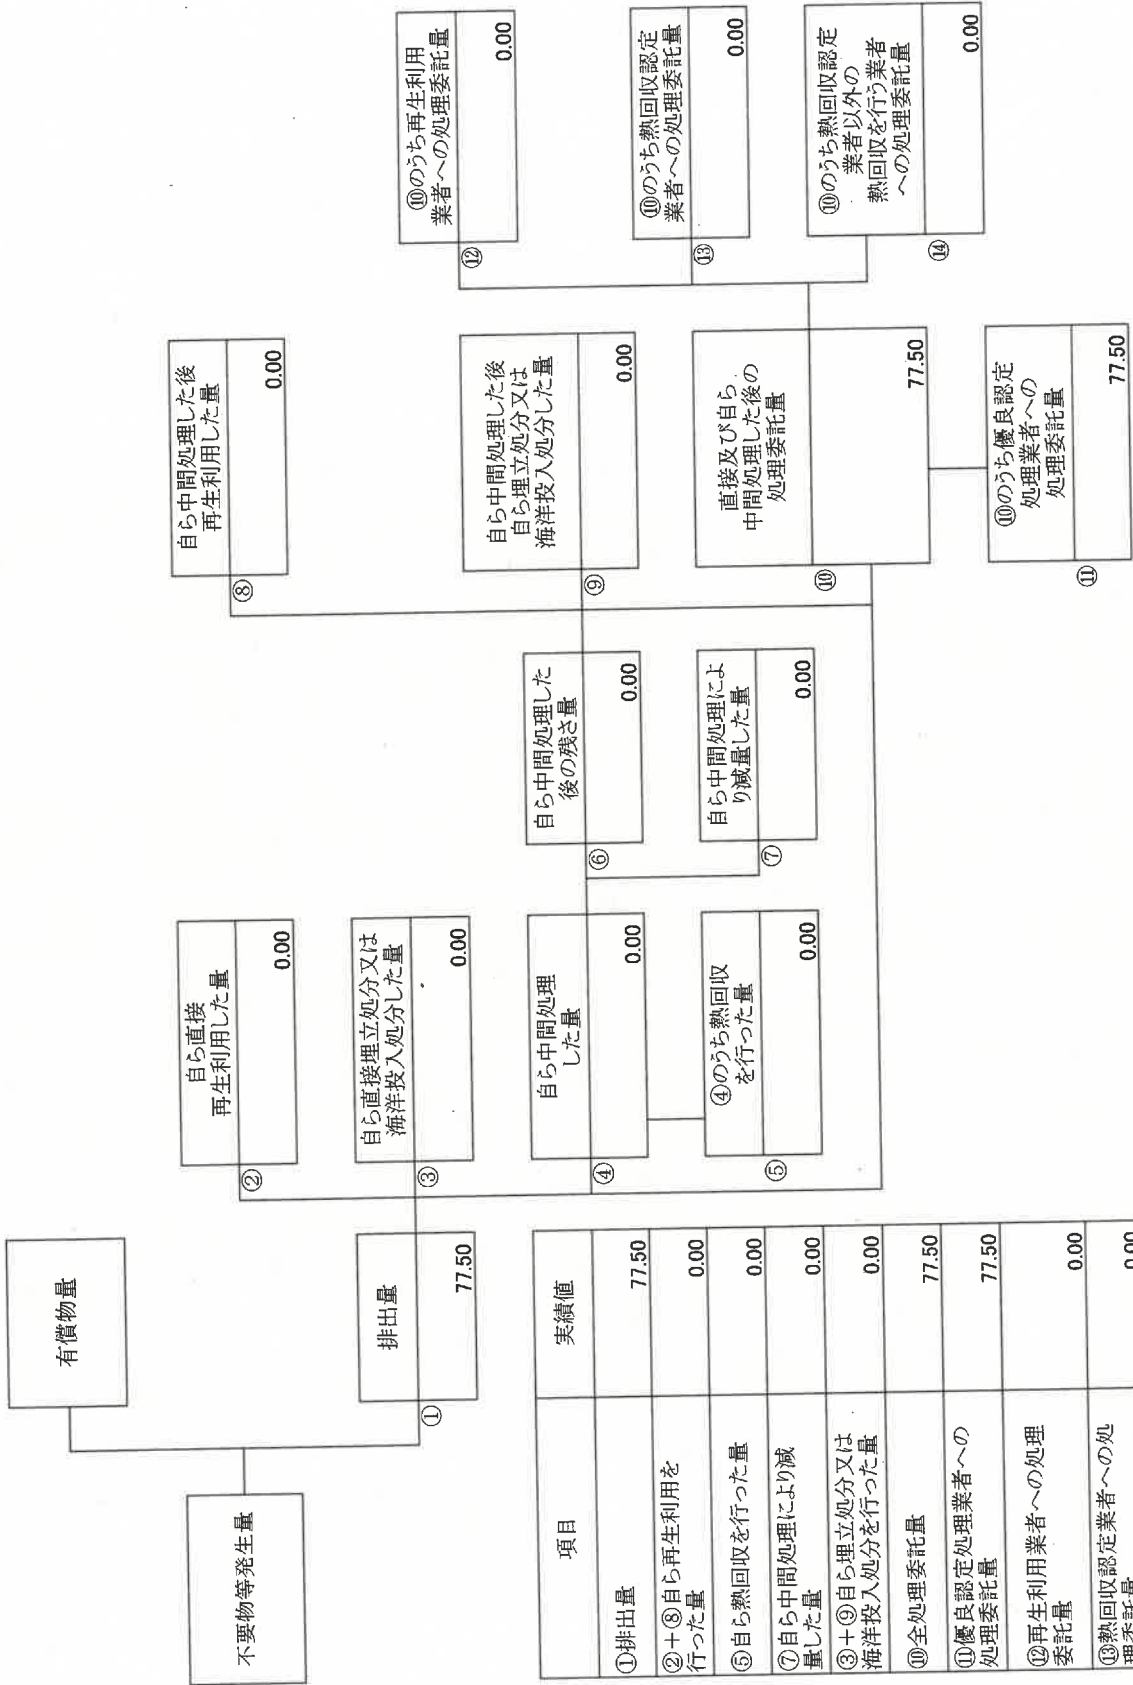 不要物等発生量
有償物量
排出量
①
77.50
自ら直接
再生利用した量
②
0.00
自ら直接埋立処分又は
海洋投入処分した量
③
0.00
自ら中間処理
した量
④
0.00
④のうち熱回収
を行った量
⑤
0.00
自ら中間処理した
後の残さ量
⑥
0.00
自ら中間処理によ
り減量した量
⑦
0.00
自ら中間処理した後
再生利用した量
⑧
0.00
自ら中間処理した後
自ら埋立処分又は
海洋投入処分した量
⑨
0.00
直接及び自ら
中間処理した後の
処理委託量
⑩
77.50
⑩のうち優良認定
処理業者への
処理委託量
⑪
77.50
⑩のうち再生利用
業者への処理委託量
⑫
0.00
⑩のうち熱回収認定
業者への処理委託量
⑬
0.00
⑩のうち熱回収認定
業者以外の
熱回収を行う業者
への処理委託量
⑭
0.00
項目 実績値
①排出量 77.50
②+⑧自ら再生利用を
行った量 0.00
⑤自ら熱回収を行った量 0.00
⑦自ら中間処理により減
量した量 0.00
③+⑨自ら埋立処分又は
海洋投入処分を行った量 0.00
⑩全処理委託量 77.50
⑪優良認定処理業者への
処理委託量 77.50
⑫再生利用業者への処理
委託量 0.00
⑬熱回収認定業者への処
理委託量 0.00